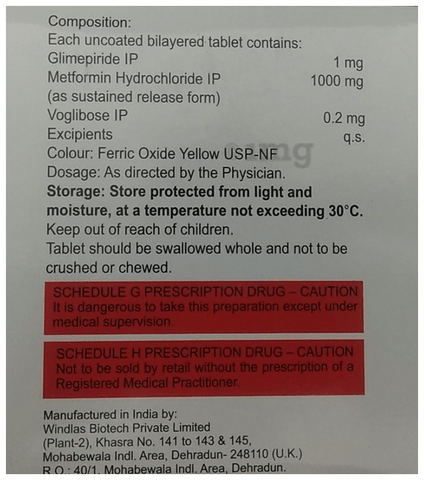 Composition:
Each uncoated bilayered tablet contains:
Glimepiride IP 1 mg
Metformin Hydrochloride IP 1000 mg
(as sustained release form)
Voglibose IP 0.2 mg
Excipients q.s.
Colour: Ferric Oxide Yellow USP-NF
Dosage: As directed by the Physician.
Storage: Store protected from light and
moisture, at a temperature not exceeding 30°C.
Keep out of reach of children.
Tablet should be swallowed whole and not to be
crushed or chewed.
SCHEDULE G PRESCRIPTION DRUG – CAUTION
It is dangerous to take this preparation except under
medical supervision.
SCHEDULE H PRESCRIPTION DRUG – CAUTION
Not to be sold by retail without the prescription of a
Registered Medical Practitioner.
Manufactured in India by:
Windlas Biotech Private Limited
(Plant-2), Khasra No. 141 to 143 & 145,
Mohabewala Indl. Area, Dehradun- 248110 (U.K.)
R.O.: 40/1, Mohabewala Indl. Area, Dehradun.